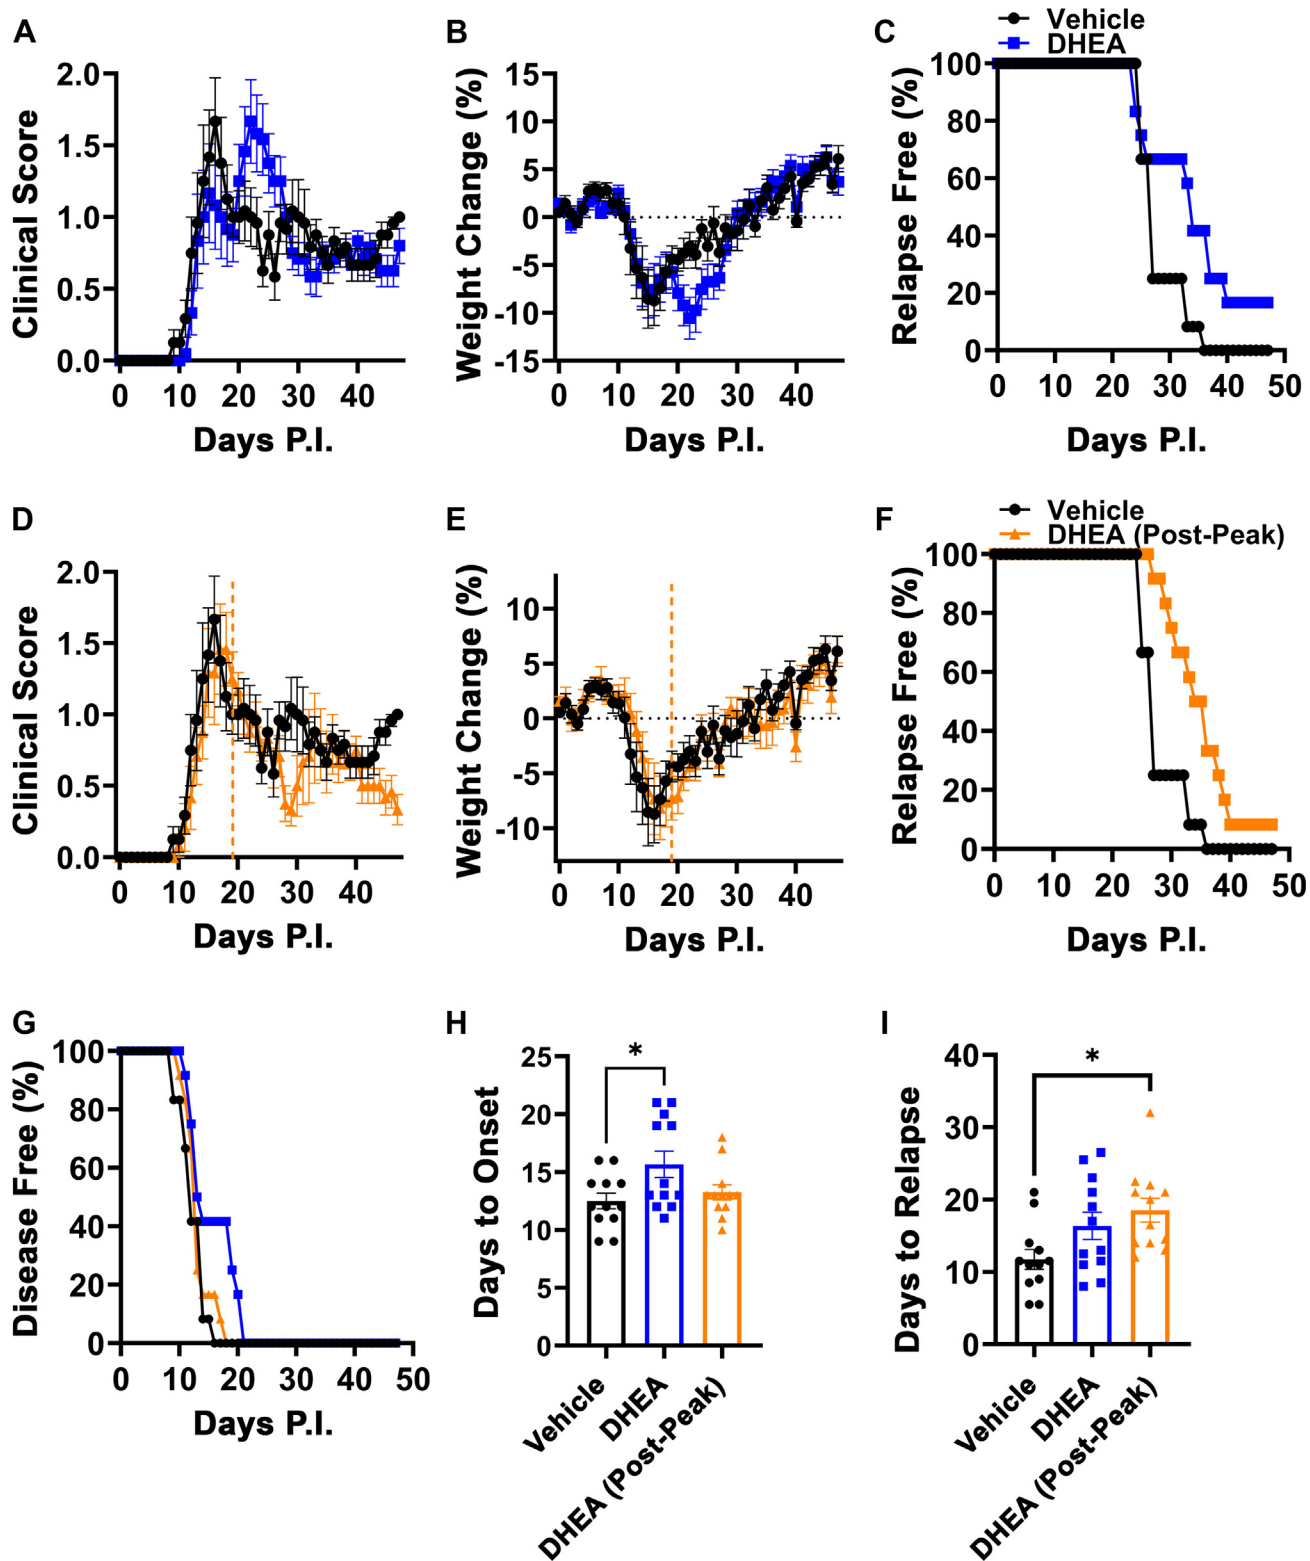 A
2.0
1.5
1.0
0.5
0.0
Clinical Score
0 10 20 30 40
Days P.I.
B
15
10
5
0
-5
-10
-15
Weight Change (%)
0 10 20 30 40
Days P.I.
C
Vehicle
DHEA
100
80
60
40
20
0
Relapse Free (%)
0 10 20 30 40 50
Days P.I.
D
2.0
1.5
1.0
0.5
0.0
Clinical Score
0 10 20 30 40
Days P.I.
E
10
5
0
-5
-10
Weight Change (%)
0 10 20 30 40
Days P.I.
F
Vehicle
DHEA (Post-Peak)
100
80
60
40
20
0
Relapse Free (%)
0 10 20 30 40 50
Days P.I.
G
100
80
60
40
20
0
Disease Free (%)
0 10 20 30 40 50
Days P.I.
H
25
20
15
10
5
0
Days to Onset
*
Vehicle
DHEA
DHEA (Post-Peak)
I
40
30
20
10
0
Days to Relapse
*
Vehicle
DHEA
DHEA (Post-Peak)